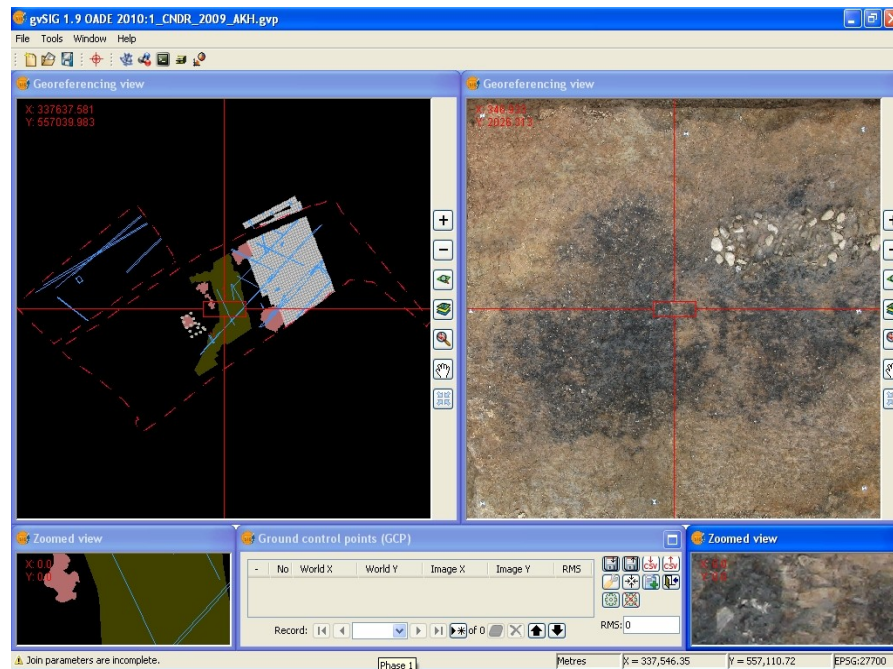 gvSIG 1.9 OADE 2010:1_CNDR_2009_AKH.gvp
File Tools Window Help
Georeferencing view
Georeferencing view
X: 337637.581
Y: 557039.983
Zoomed view
X: 0.0
Y: 0.0
Ground control points (GCP)
- No World X World Y Image X Image Y RMS
CSV CSV
Record: of 0
RMS: 0
Zoomed view
Join parameters are incomplete.
Phase 1
Metres X = 337,546.35 Y = 557,110.72 EPSG:27700